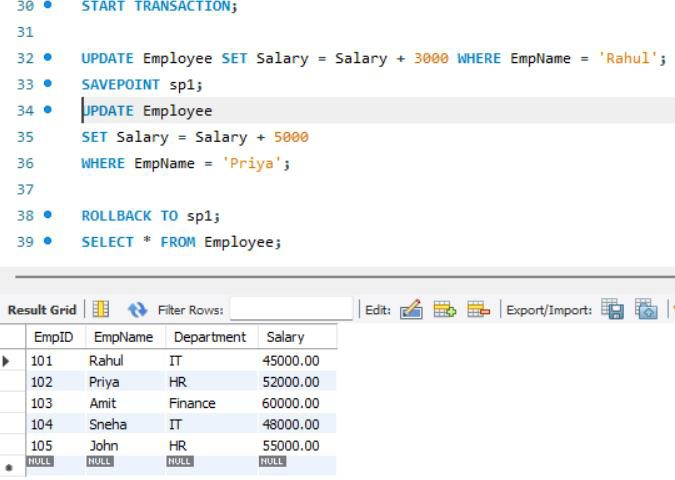 30 START TRANSACTION;
31
32 UPDATE Employee SET Salary = Salary + 3000 WHERE EmpName = 'Rahul';
33 SAVEPOINT sp1;
34 UPDATE Employee
35 SET Salary = Salary + 5000
36 WHERE EmpName = 'Priya';
37
38 ROLLBACK TO sp1;
39 SELECT * FROM Employee;
Result Grid Filter Rows: Edit: Export/Import:
EmpID EmpName Department Salary
101 Rahul IT 45000.00
102 Priya HR 52000.00
103 Amit Finance 60000.00
104 Sneha IT 48000.00
105 John HR 55000.00
NULL NULL NULL NULL